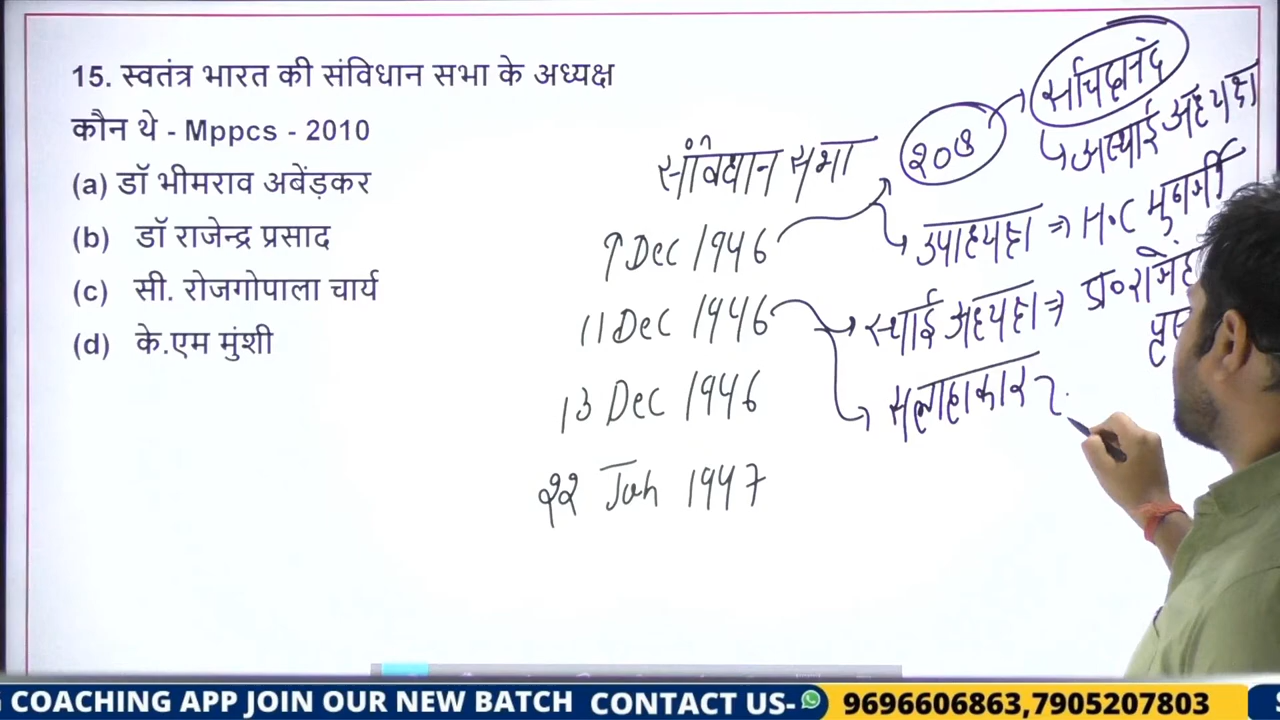 15. स्वतंत्र भारत की संविधान सभा के अध्यक्ष
कौन थे - Mppcs - 2010
(a) डॉ भीमराव अबेंड़कर
(b) डॉ राजेन्द्र प्रसाद
(c) सी. रोजगोपाला चार्य
(d) के.एम मुंशी
संविधान सभा
9 Dec 1946
11 Dec 1946
13 Dec 1946
22 Jan 1947
सचिदानंद
अस्थाई अध्यक्ष
उपाध्यक्ष ⇒ H.C मुखर्जी
स्थाई अध्यक्ष ⇒ डा० राजेंद्र
सलाहकार
COACHING APP JOIN OUR NEW BATCH CONTACT US- 9696606863,7905207803